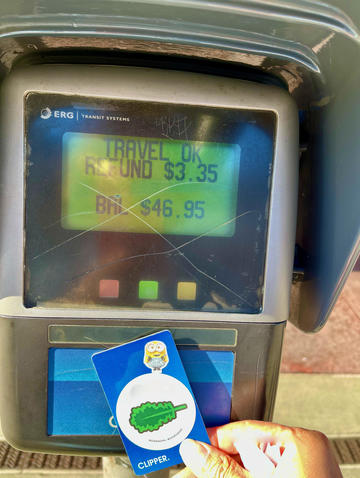 ERG TRANSIT SYSTEMS
TRAVEL OK
REFUND $3.35
BAL $46.95
CLIPPER.